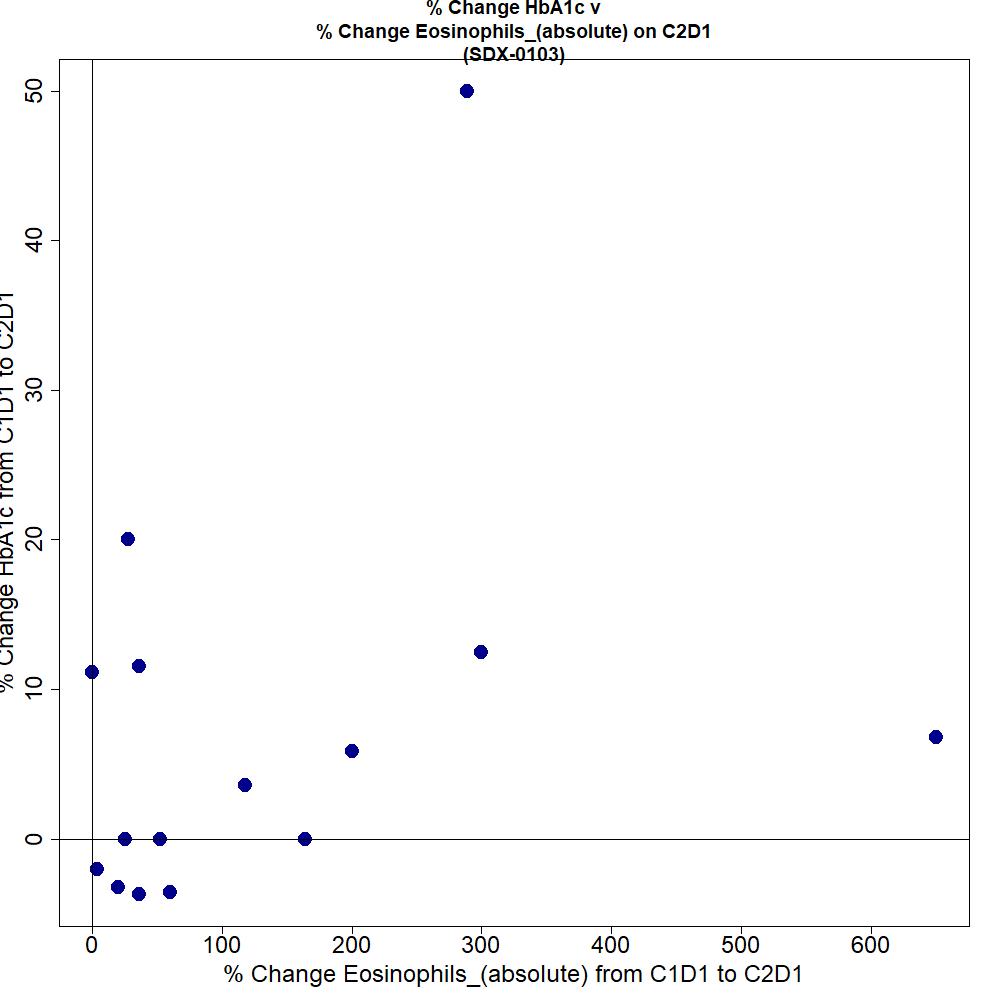 % Change HbA1c v
% Change Eosinophils_(absolute) on C2D1
(SDX-0103)
% Change HbA1c from C1D1 to C2D1
50
40
30
20
10
0
0 100 200 300 400 500 600
% Change Eosinophils_(absolute) from C1D1 to C2D1